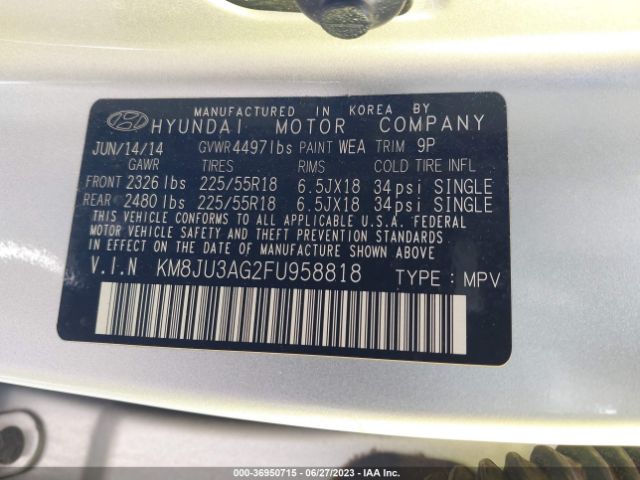 MANUFACTURED IN KOREA BY
HYUNDAI MOTOR COMPANY
JUN/14/14 GVWR 4497lbs PAINT WEA TRIM 9P
GAWR TIRES RIMS COLD TIRE INFL
FRONT 2326 lbs 225/55R18 6.5JX18 34psi SINGLE
REAR 2480 lbs 225/55R18 6.5JX18 34psi SINGLE
THIS VEHICLE CONFORMS TO ALL APPLICABLE U.S.A. FEDERAL
MOTOR VEHICLE SAFETY AND THEFT PREVENTION STANDARDS
IN EFFECT ON THE DATE OF MANUFACTURE SHOWN ABOVE.
V.I.N KM8JU3AG2FU958818 TYPE : MPV
000-36950715 - 06/27/2023 - IAA Inc.